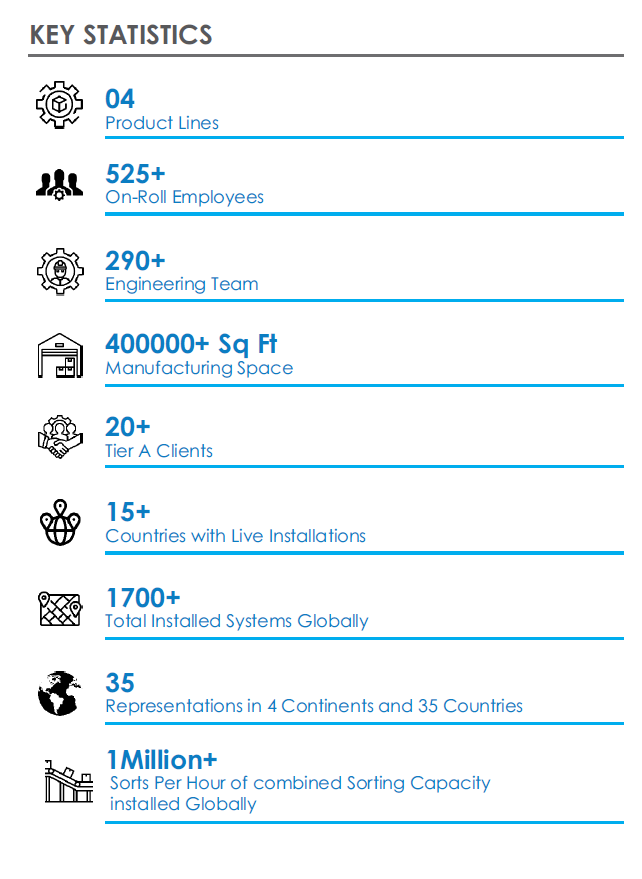 KEY STATISTICS
04
Product Lines
525+
On-Roll Employees
290+
Engineering Team
400000+ Sq Ft
Manufacturing Space
20+
Tier A Clients
15+
Countries with Live Installations
1700+
Total Installed Systems Globally
35
Representations in 4 Continents and 35 Countries
1Million+
Sorts Per Hour of combined Sorting Capacity
installed Globally